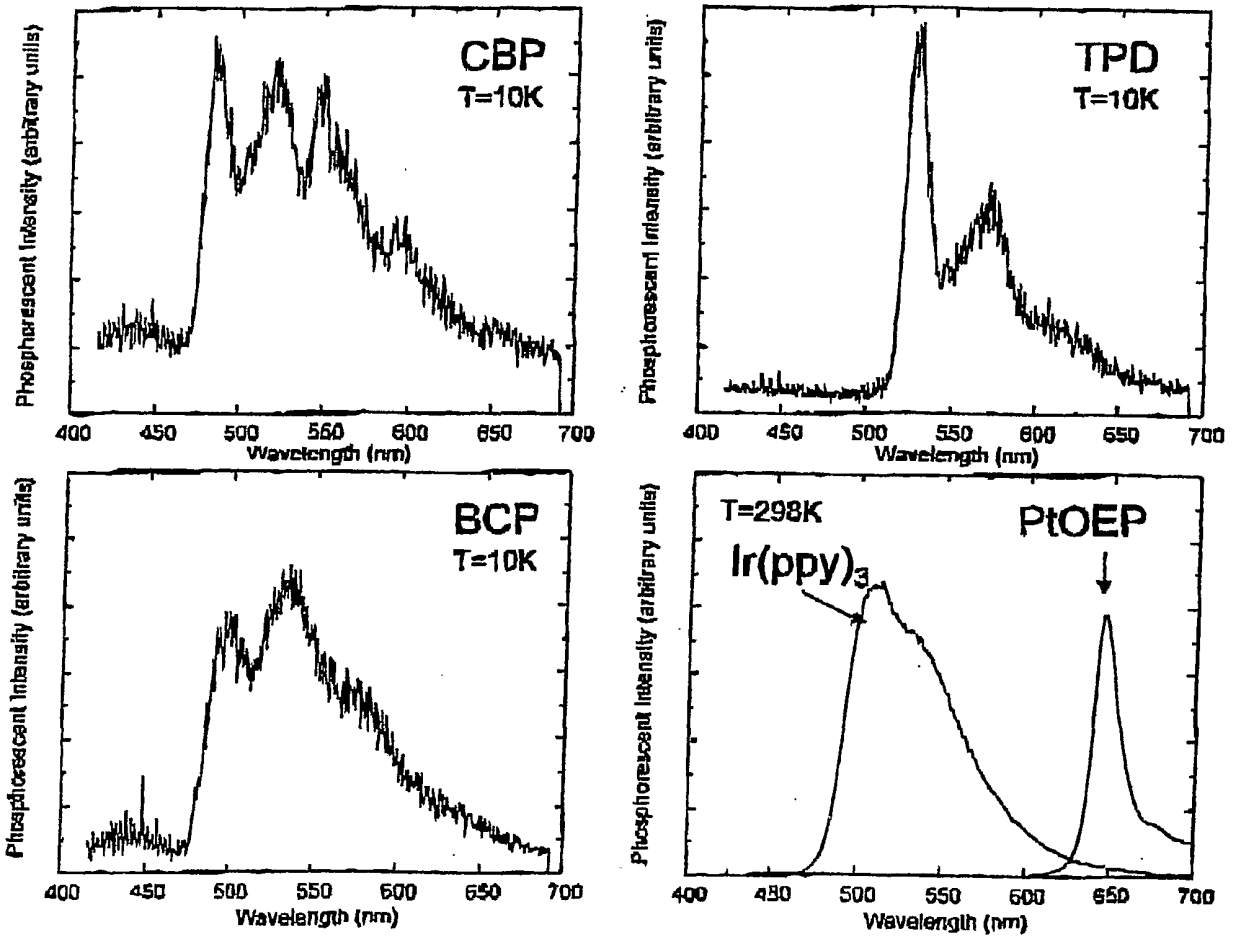 Phosphorescent Intensity (arbitrary units)
CBP
T=10K
400 450 500 550 600 650 700
Wavelength (nm)
Phosphorescent Intensity (arbitrary units)
TPD
T=10K
400 450 500 550 600 650 700
Wavelength (nm)
Phosphorescent Intensity (arbitrary units)
BCP
T=10K
400 450 500 550 600 650 700
Wavelength (nm)
Phosphorescent Intensity (arbitrary units)
T=298K
PtOEP
Ir(ppy)₃
400 450 500 550 600 650 700
Wavelength (nm)